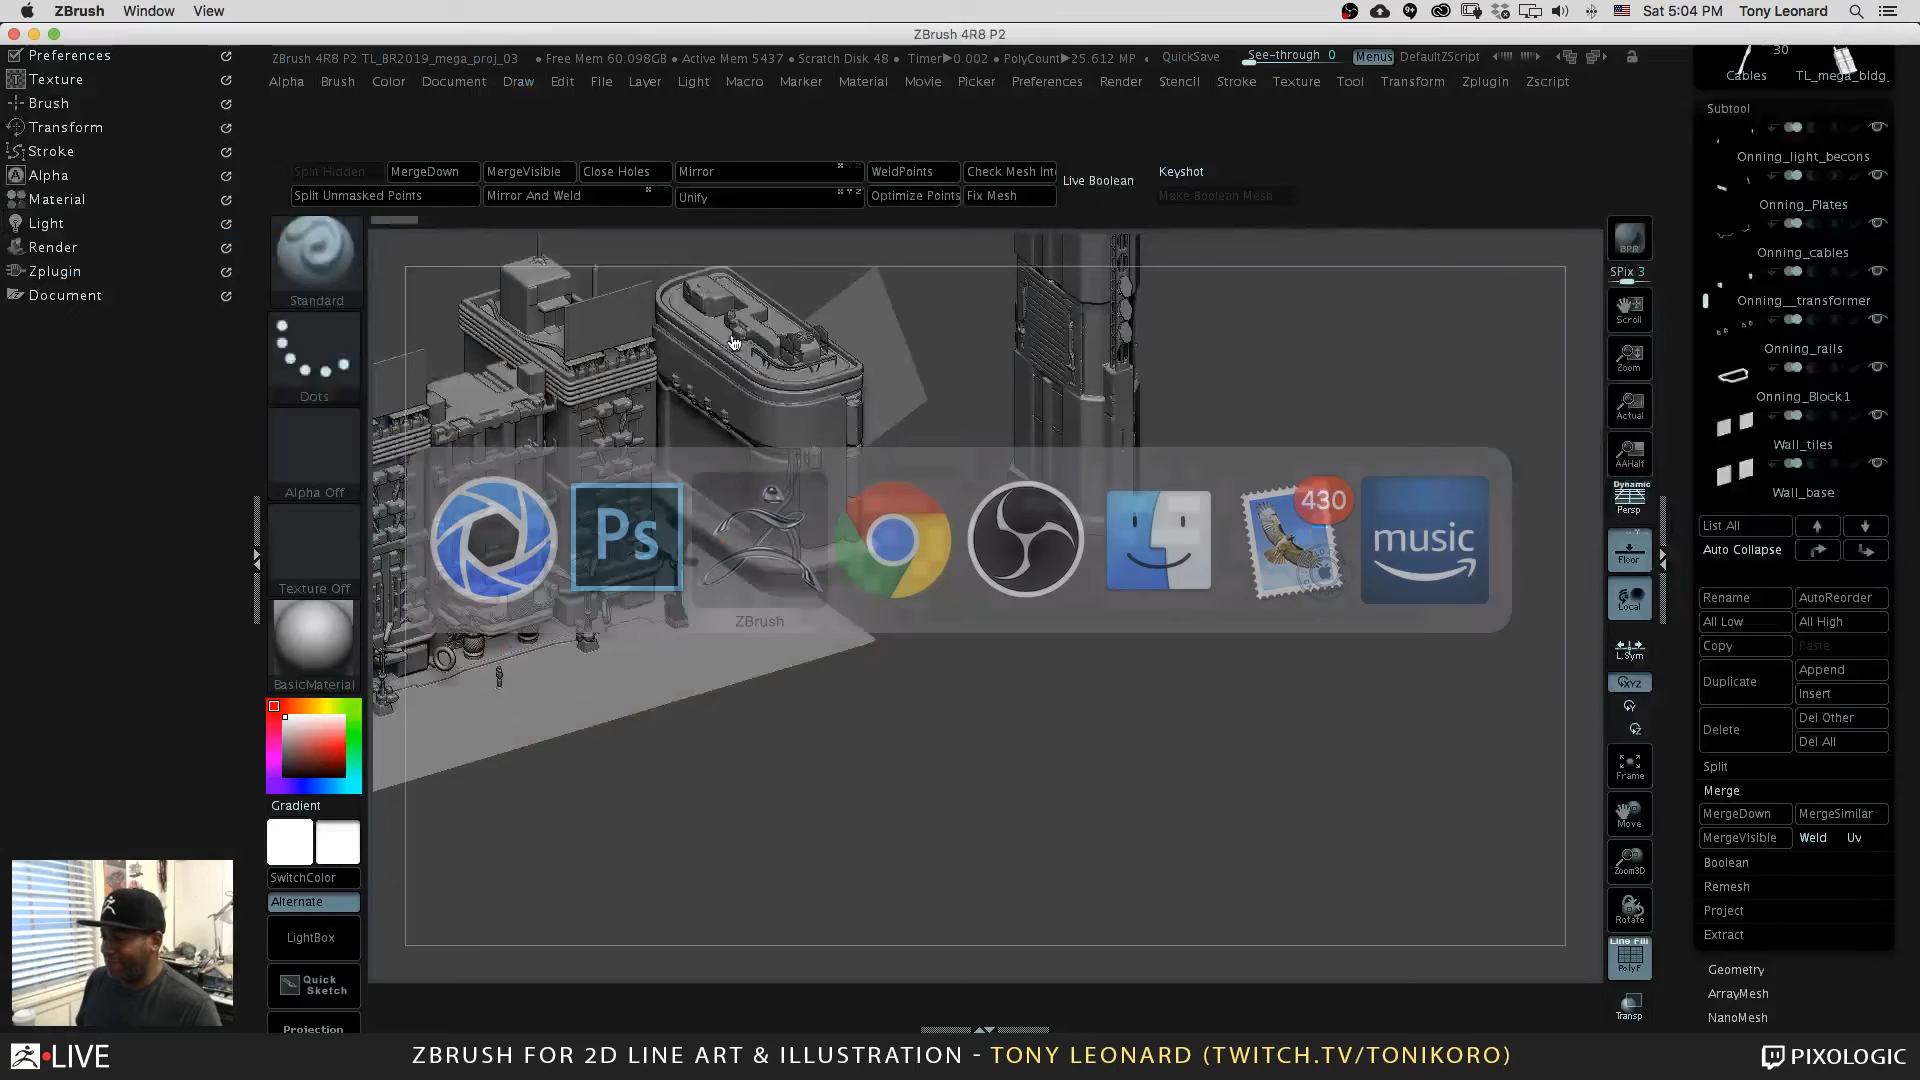 ZBrush Window View 9+ Sat 5:04 PM Tony Leonard
ZBrush 4R8 P2
ZBrush 4R8 P2 TL_BR2019_mega_proj_03 • Free Mem 60.098GB • Active Mem 5437 • Scratch Disk 48 • Timer▶0.002 • PolyCount▶25.612 MP • QuickSave See-through 0 Menus DefaultZScript
Alpha Brush Color Document Draw Edit File Layer Light Macro Marker Material Movie Picker Preferences Render Stencil Stroke Texture Tool Transform Zplugin Zscript
Preferences
Texture
Brush
Transform
Stroke
Alpha
Material
Light
Render
Zplugin
Document
Split Hidden MergeDown MergeVisible Close Holes Mirror WeldPoints Check Mesh Int Live Boolean Keyshot
Split Unmasked Points Mirror And Weld Unify Optimize Points Fix Mesh Make Boolean Mesh
Standard
Dots
Alpha Off
Texture Off
BasicMaterial
Gradient
SwitchColor
Alternate
LightBox
Quick
Sketch
Projection
Ps
430
music
ZBrush
BPR
SPix 3
Scroll
Zoom
Actual
AAHalf
Dynamic
Persp
Floor
Local
L.Sym
XYZ
Y
Z
Frame
Move
Zoom3D
Rotate
Line Fill
PolyF
Transp
30
Cables TL_mega_bldg_
Subtool
Onning_light_becons
Onning_Plates
Onning_cables
Onning__transformer
Onning_rails
Onning_Block1
Wall_tiles
Wall_base
List All
Auto Collapse
Rename AutoReorder
All Low All High
Copy Paste
Duplicate Append
Insert
Delete Del Other
Del All
Split
Merge
MergeDown MergeSimilar
MergeVisible Weld Uv
Boolean
Remesh
Project
Extract
Geometry
ArrayMesh
NanoMesh
LIVE ZBRUSH FOR 2D LINE ART & ILLUSTRATION - TONY LEONARD (TWITCH.TV/TONIKORO) PIXOLOGIC